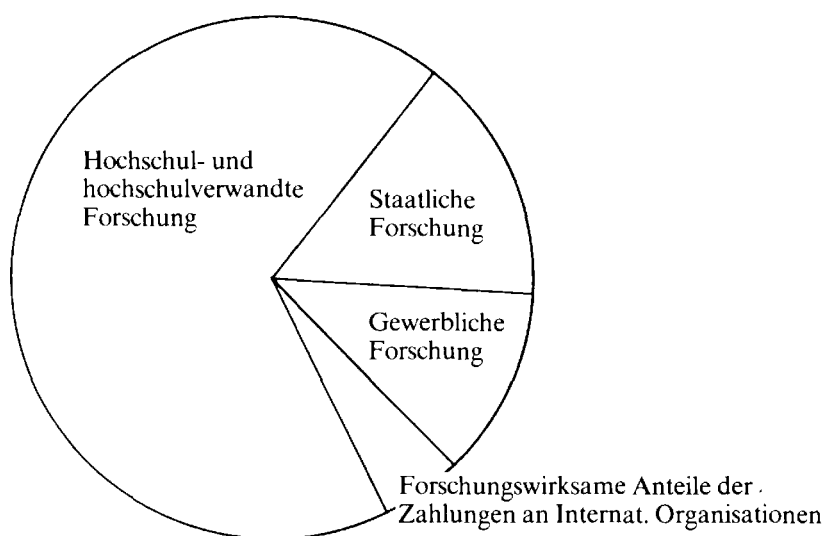 Hochschul- und
hochschulverwandte
Forschung
Staatliche
Forschung
Gewerbliche
Forschung
Forschungswirksame Anteile der
Zahlungen an Internat. Organisationen